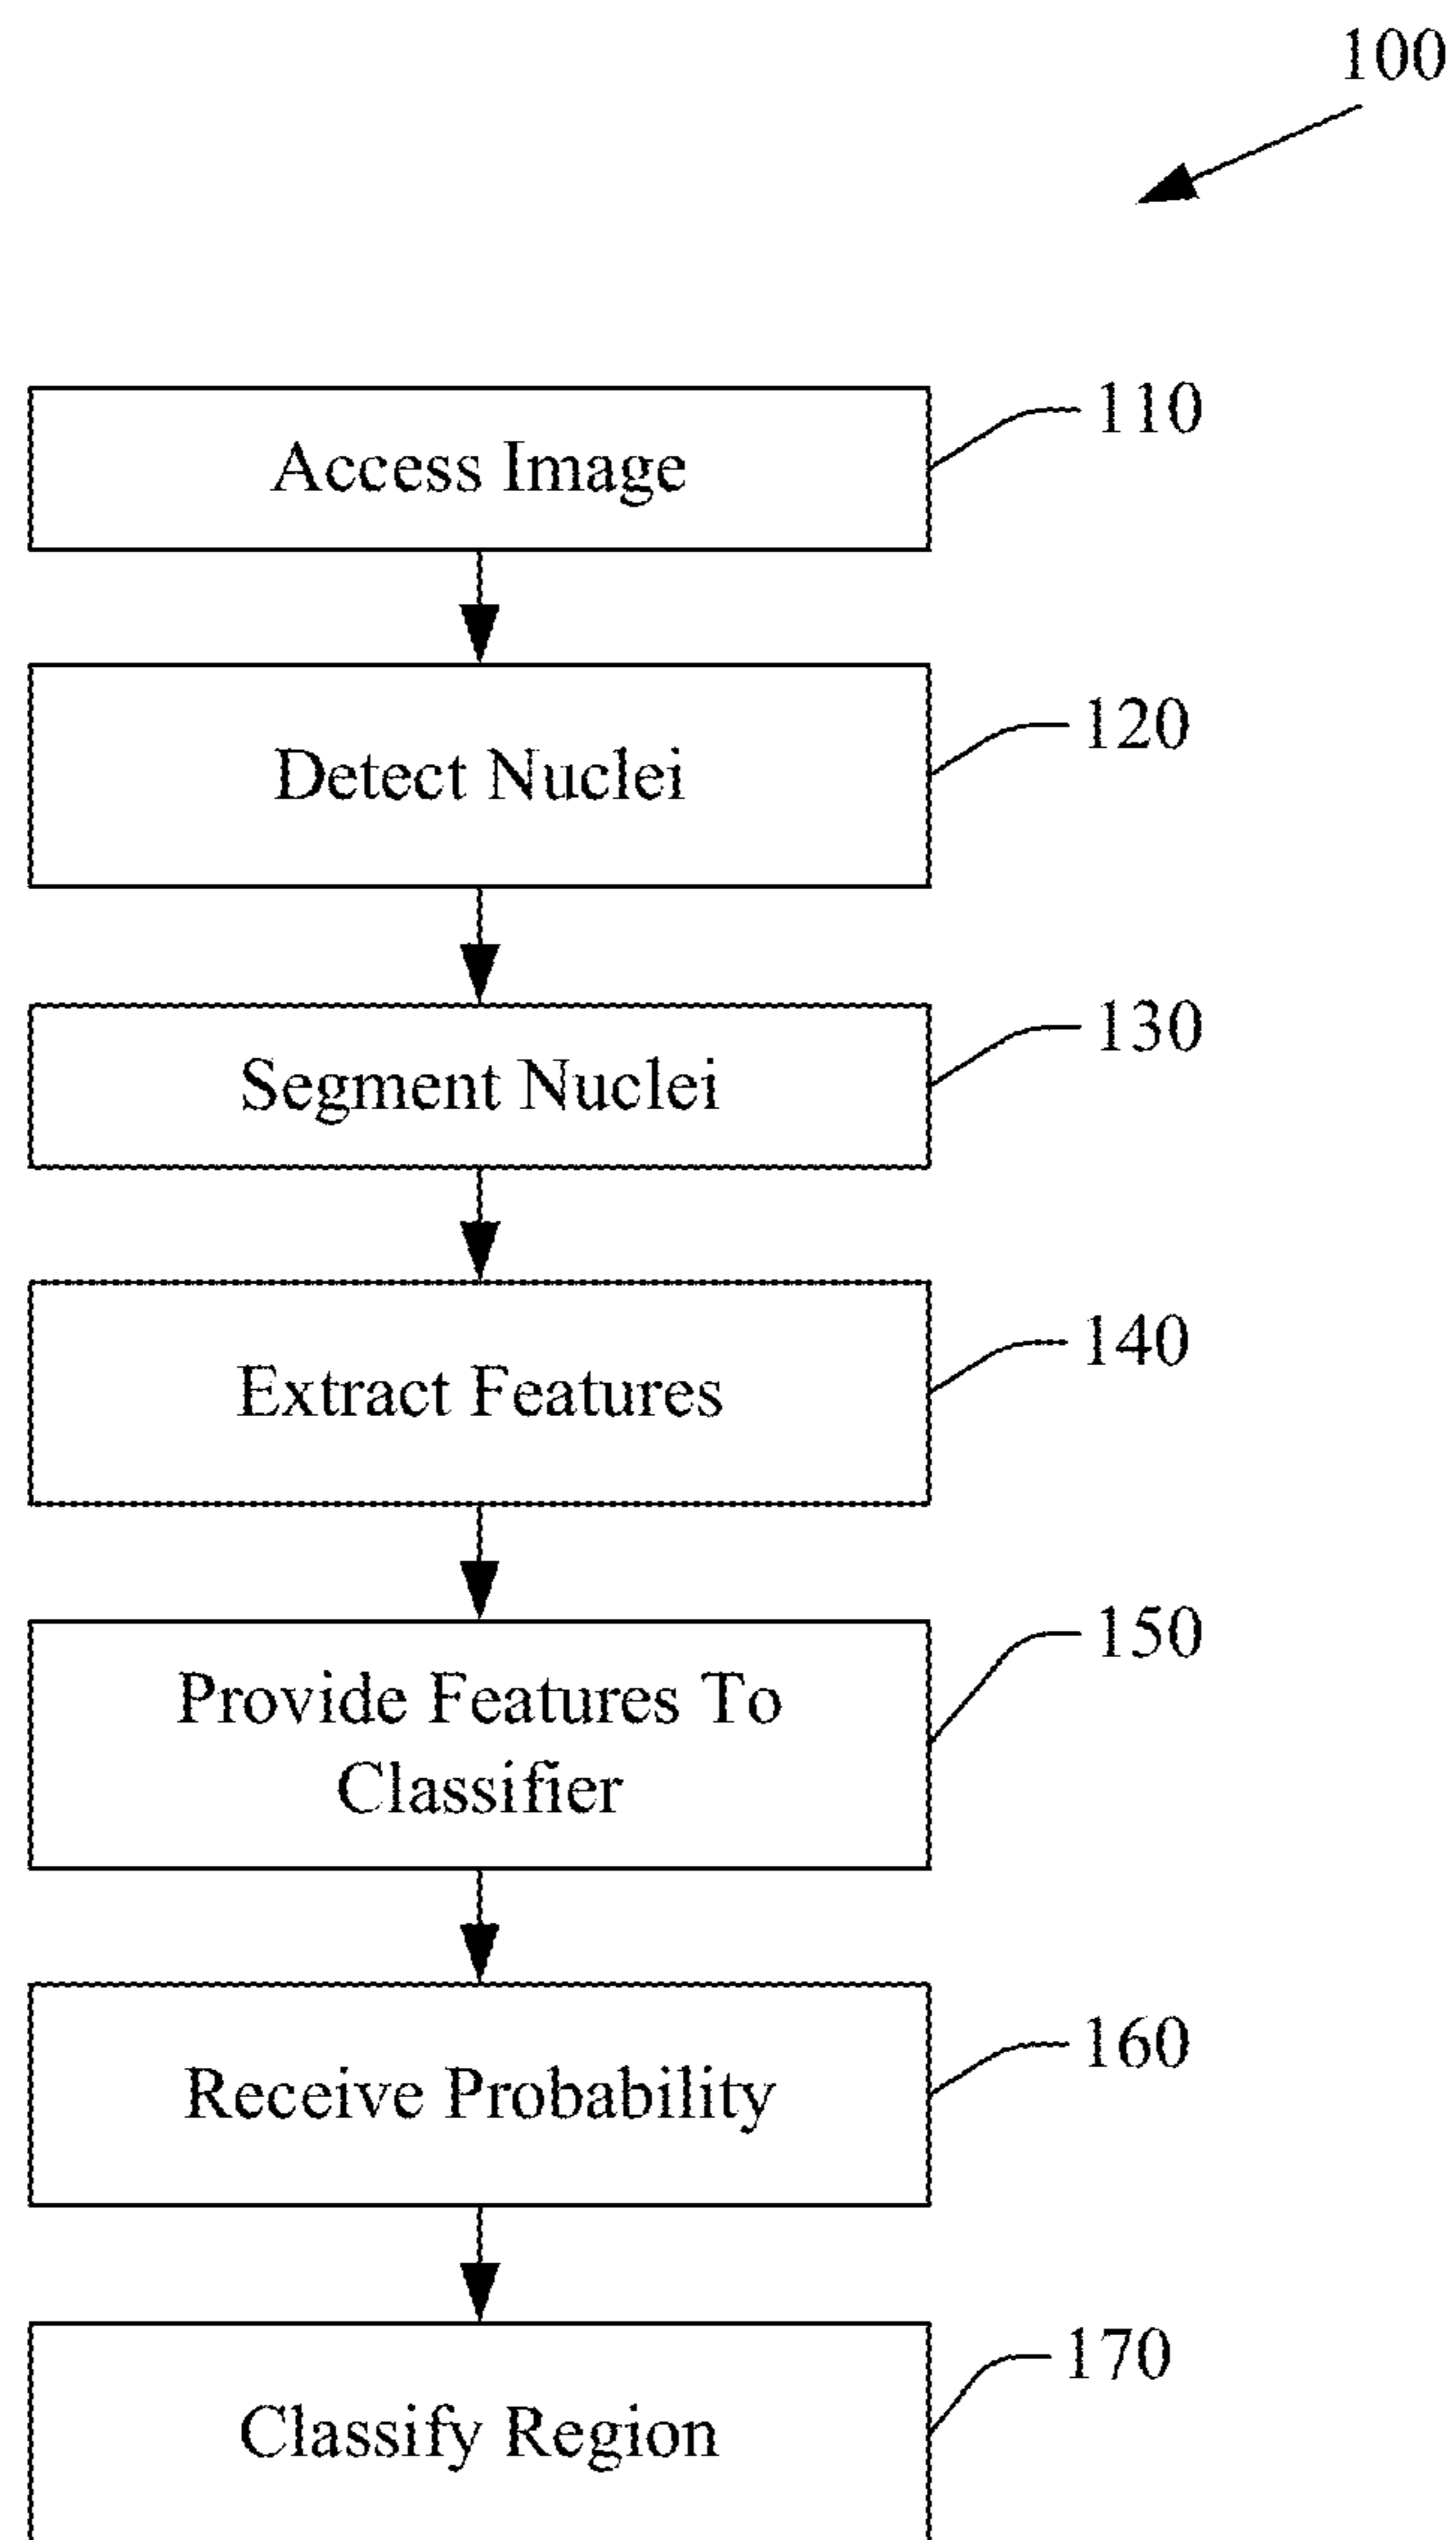 100
Access Image
110
Detect Nuclei
120
Segment Nuclei
130
Extract Features
140
Provide Features To
Classifier
150
Receive Probability
160
Classify Region
170